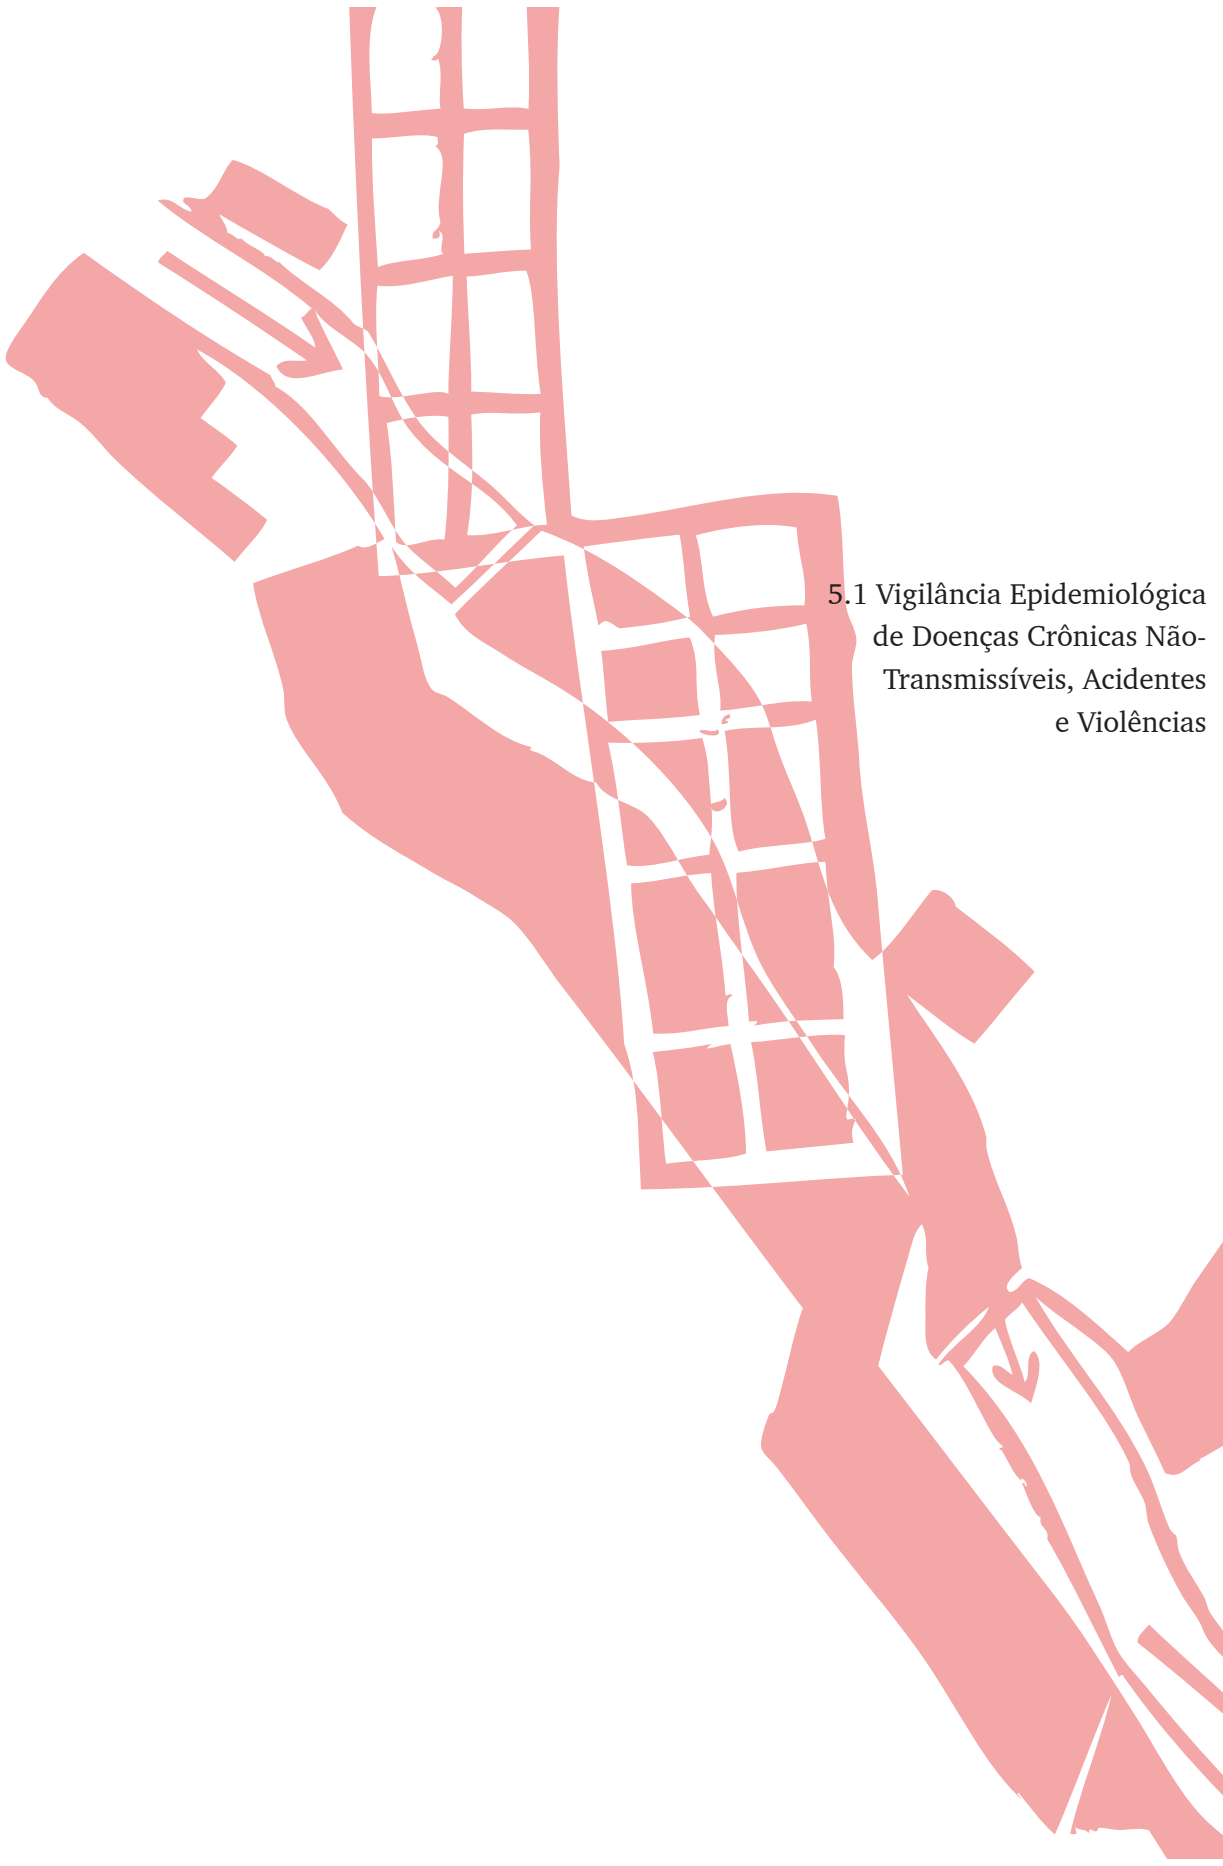 5.1 Vigilância Epidemiológica
de Doenças Crônicas Não-
Transmissíveis, Acidentes
e Violências